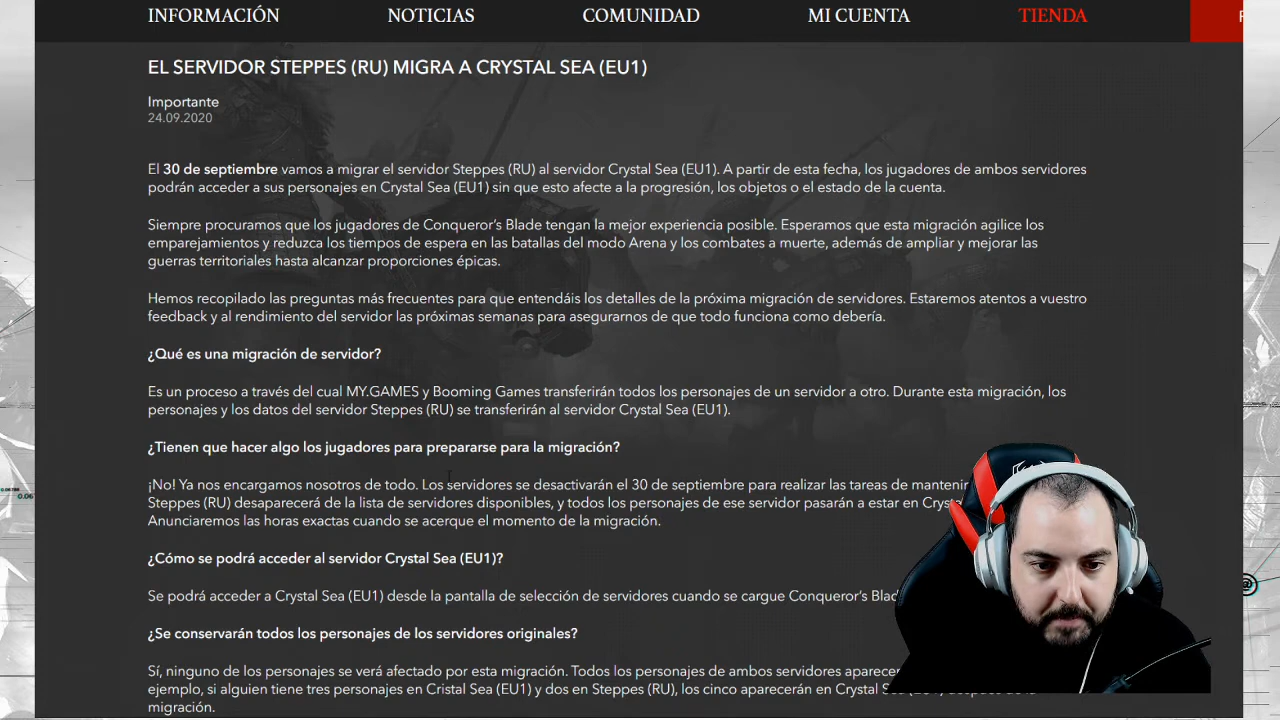 INFORMACIÓN NOTICIAS COMUNIDAD MI CUENTA TIENDA
EL SERVIDOR STEPPES (RU) MIGRA A CRYSTAL SEA (EU1)
Importante
24.09.2020
El 30 de septiembre vamos a migrar el servidor Steppes (RU) al servidor Crystal Sea (EU1). A partir de esta fecha, los jugadores de ambos servidores
podrán acceder a sus personajes en Crystal Sea (EU1) sin que esto afecte a la progresión, los objetos o el estado de la cuenta.
Siempre procuramos que los jugadores de Conqueror's Blade tengan la mejor experiencia posible. Esperamos que esta migración agilice los
emparejamientos y reduzca los tiempos de espera en las batallas del modo Arena y los combates a muerte, además de ampliar y mejorar las
guerras territoriales hasta alcanzar proporciones épicas.
Hemos recopilado las preguntas más frecuentes para que entendáis los detalles de la próxima migración de servidores. Estaremos atentos a vuestro
feedback y al rendimiento del servidor las próximas semanas para asegurarnos de que todo funciona como debería.
¿Qué es una migración de servidor?
Es un proceso a través del cual MY.GAMES y Booming Games transferirán todos los personajes de un servidor a otro. Durante esta migración, los
personajes y los datos del servidor Steppes (RU) se transferirán al servidor Crystal Sea (EU1).
¿Tienen que hacer algo los jugadores para prepararse para la migración?
¡No! Ya nos encargamos nosotros de todo. Los servidores se desactivarán el 30 de septiembre para realizar las tareas de
Steppes (RU) desaparecerá de la lista de servidores disponibles, y todos los personajes de ese servidor pasarán a estar en
Anunciaremos las horas exactas cuando se acerque el momento de la migración.
¿Cómo se podrá acceder al servidor Crystal Sea (EU1)?
Se podrá acceder a Crystal Sea (EU1) desde la pantalla de selección de servidores cuando se cargue Conqueror's
¿Se conservarán todos los personajes de los servidores originales?
Sí, ninguno de los personajes se verá afectado por esta migración. Todos los personajes de ambos servidores
ejemplo, si alguien tiene tres personajes en Cristal Sea (EU1) y dos en Steppes (RU), los cinco aparecerán en Crystal
migración.